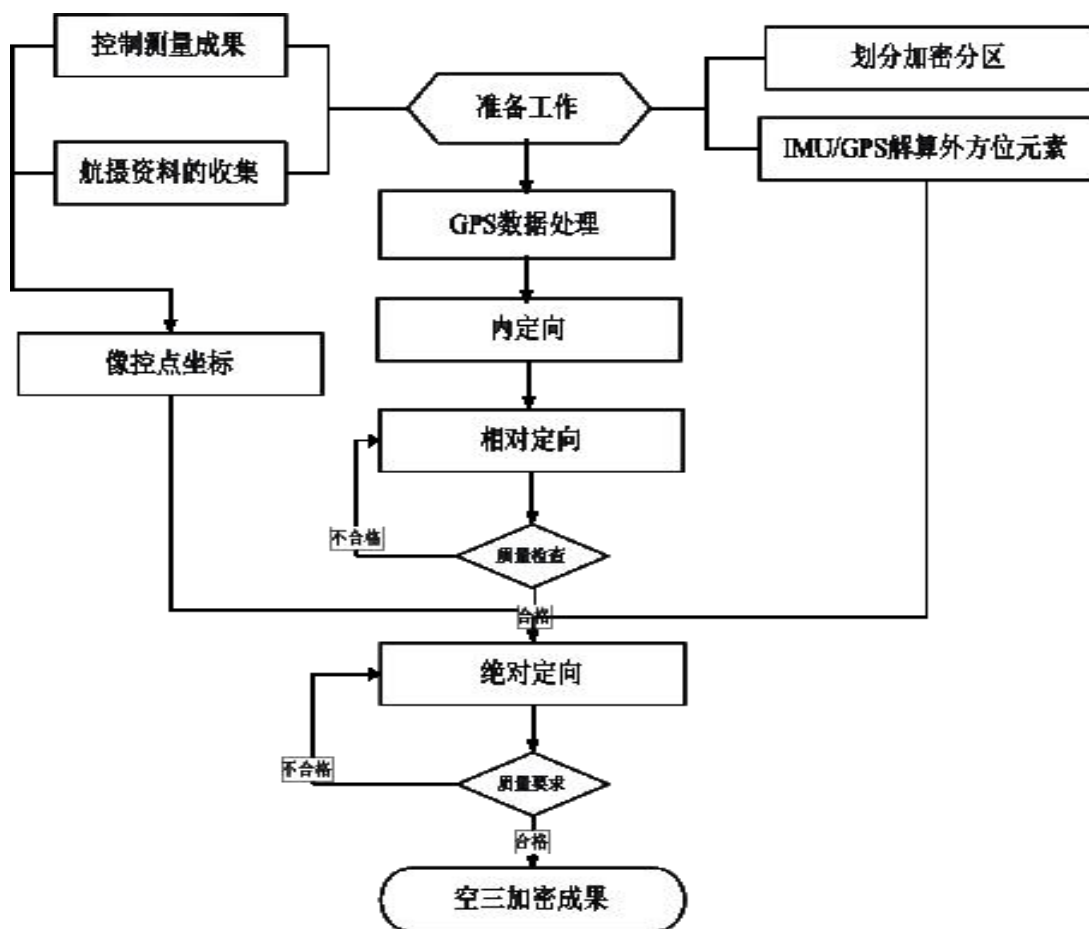 控制测量成果
划分加密分区
准备工作
航摄资料的收集
IMU/GPS解算外方位元素
GPS数据处理
内定向
像控点坐标
相对定向
不合格
质量检查
合格
绝对定向
不合格
质量要求
合格
空三加密成果